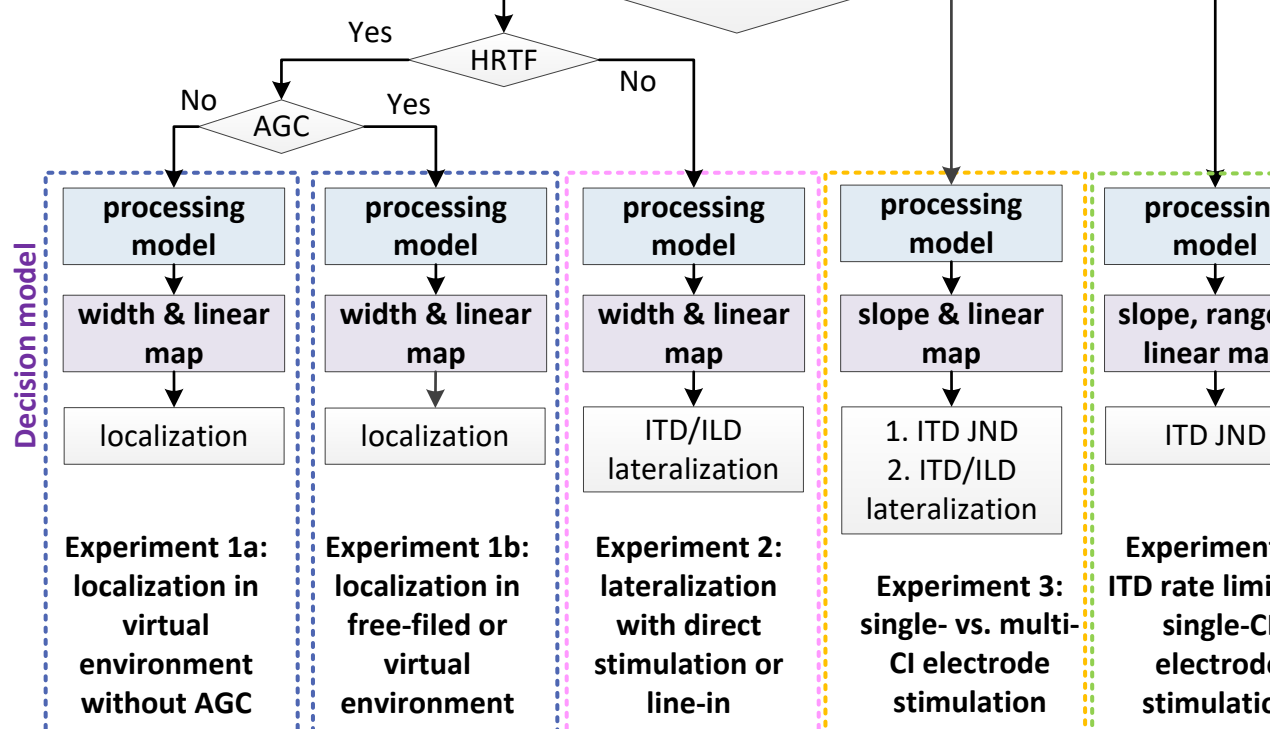 Yes
HRTF
No
No
AGC
Yes
Decision model
processing
model
width & linear
map
localization
Experiment 1a:
localization in
virtual
environment
without AGC
processing
model
width & linear
map
localization
Experiment 1b:
localization in
free-filed or
virtual
environment
processing
model
width & linear
map
ITD/ILD
lateralization
Experiment 2:
lateralization
with direct
stimulation or
line-in
processing
model
slope & linear
map
1. ITD JND
2. ITD/ILD
lateralization
Experiment 3:
single- vs. multi-
CI electrode
stimulation
model
slope,
linear
ITD JND
ITD rate